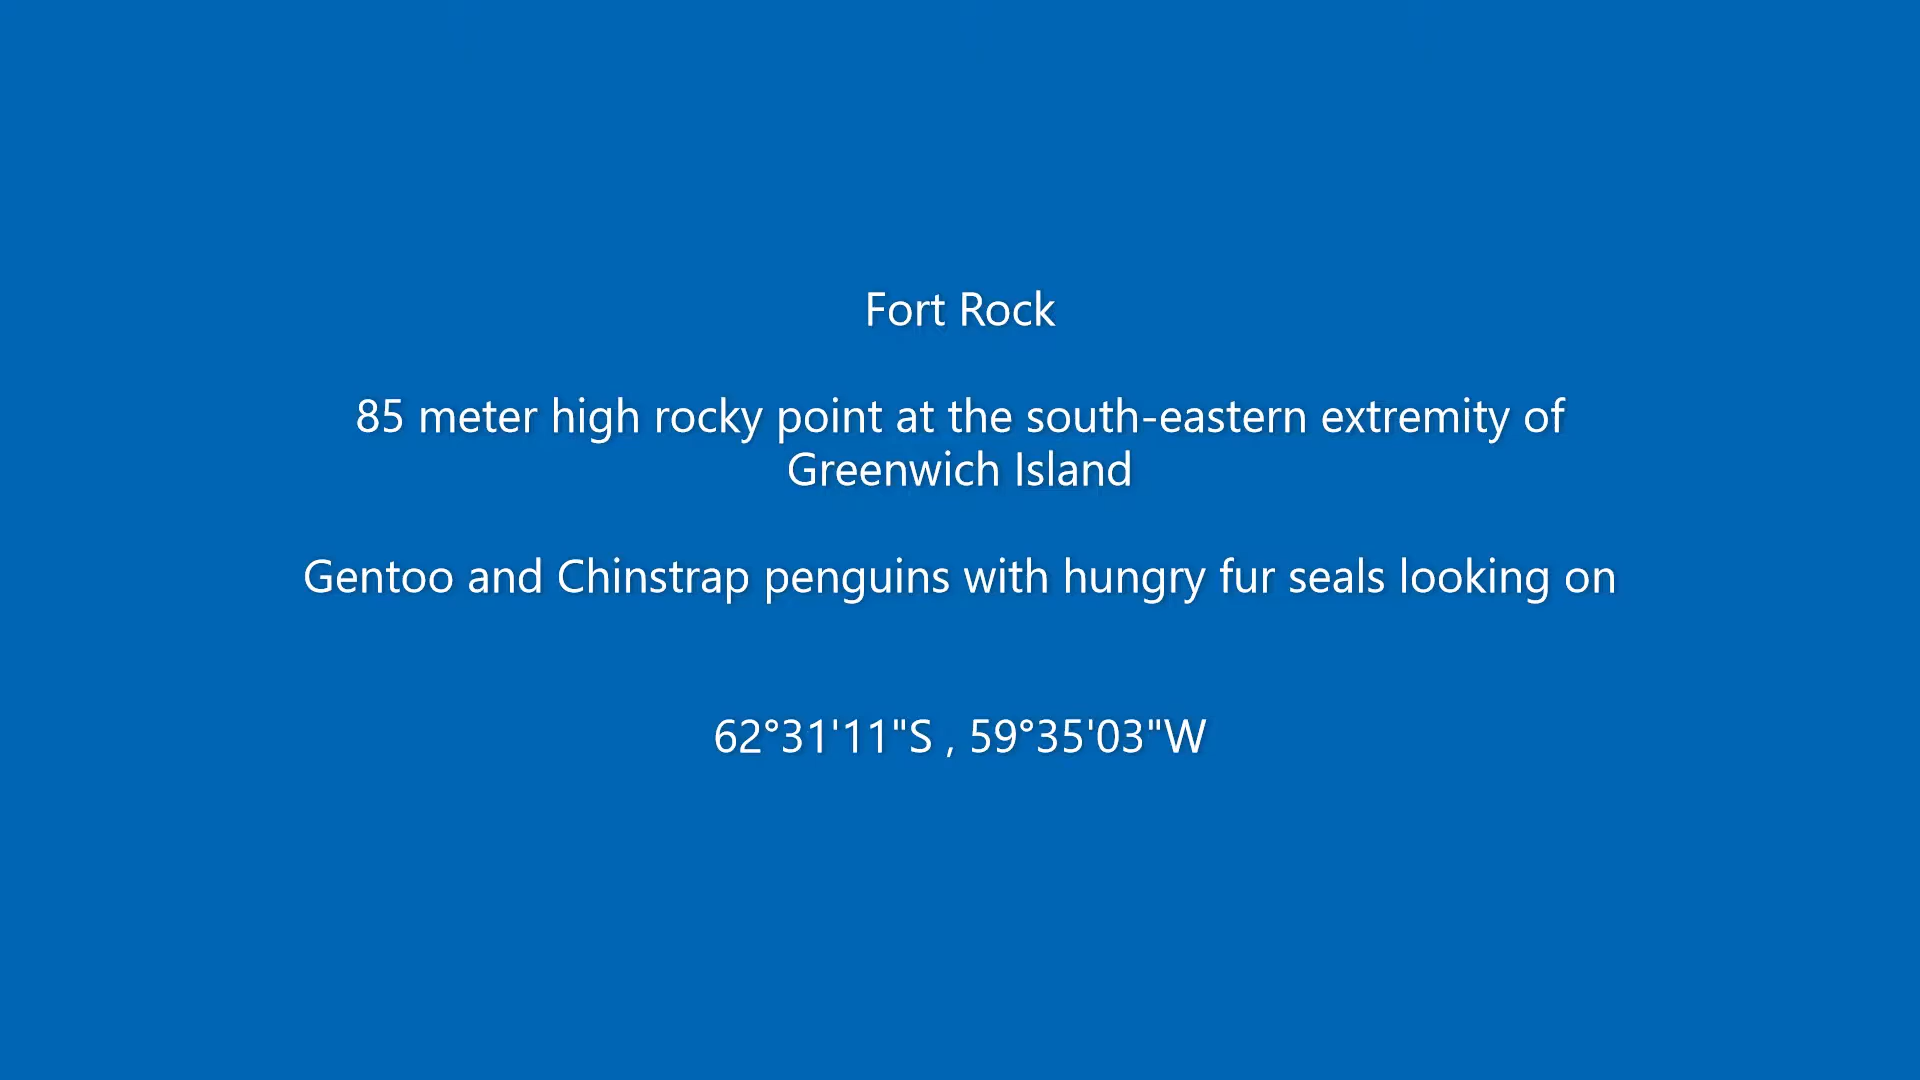 Fort Rock
85 meter high rocky point at the south-eastern extremity of
Greenwich Island
Gentoo and Chinstrap penguins with hungry fur seals looking on
62°31'11"S , 59°35'03"W